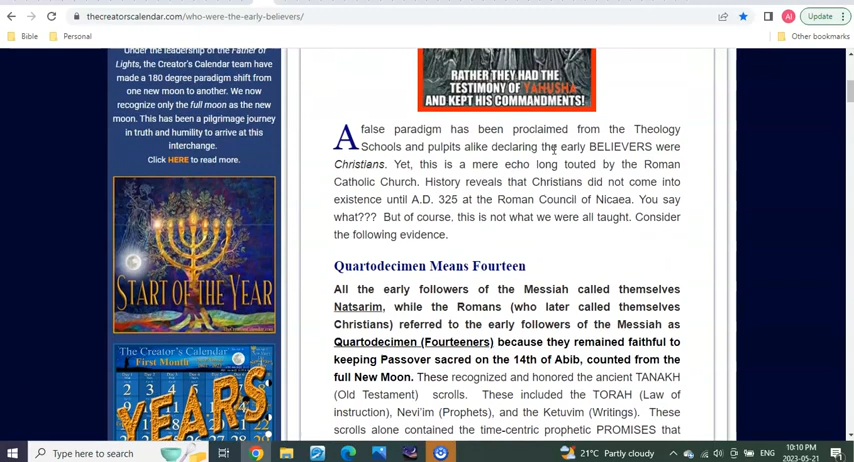 thecreatorscalendar.com/who-were-the-early-believers/
AI
Update
Bible
Personal
Other bookmarks
Under the leadership of the Father of
Lights, the Creator's Calendar team have
made a 180 degree paradigm shift from
one new moon to another. We now
recognize only the full moon as the new
moon. This has been a pilgrimage journey
in truth and humility to arrive at this
interchange.
Click HERE to read more.
START OF THE YEAR
The Creator's Calendar
First Month
YEARS
RATHER THEY HAD THE
TESTIMONY OF YAHUSHA
AND KEPT HIS COMMANDMENTS!
A false paradigm has been proclaimed from the Theology
Schools and pulpits alike declaring the early BELIEVERS were
Christians. Yet, this is a mere echo long touted by the Roman
Catholic Church. History reveals that Christians did not come into
existence until A.D. 325 at the Roman Council of Nicaea. You say
what??? But of course, this is not what we were all taught. Consider
the following evidence.
Quartodecimen Means Fourteen
All the early followers of the Messiah called themselves
Natsarim, while the Romans (who later called themselves
Christians) referred to the early followers of the Messiah as
Quartodecimen (Fourteeners) because they remained faithful to
keeping Passover sacred on the 14th of Abib, counted from the
full New Moon. These recognized and honored the ancient TANAKH
(Old Testament) scrolls. These included the TORAH (Law of
instruction), Nevi'im (Prophets), and the Ketuvim (Writings). These
scrolls alone contained the time-centric prophetic PROMISES that
Type here to search
21°C Partly cloudy
ENG
10:10 PM
2023-05-21